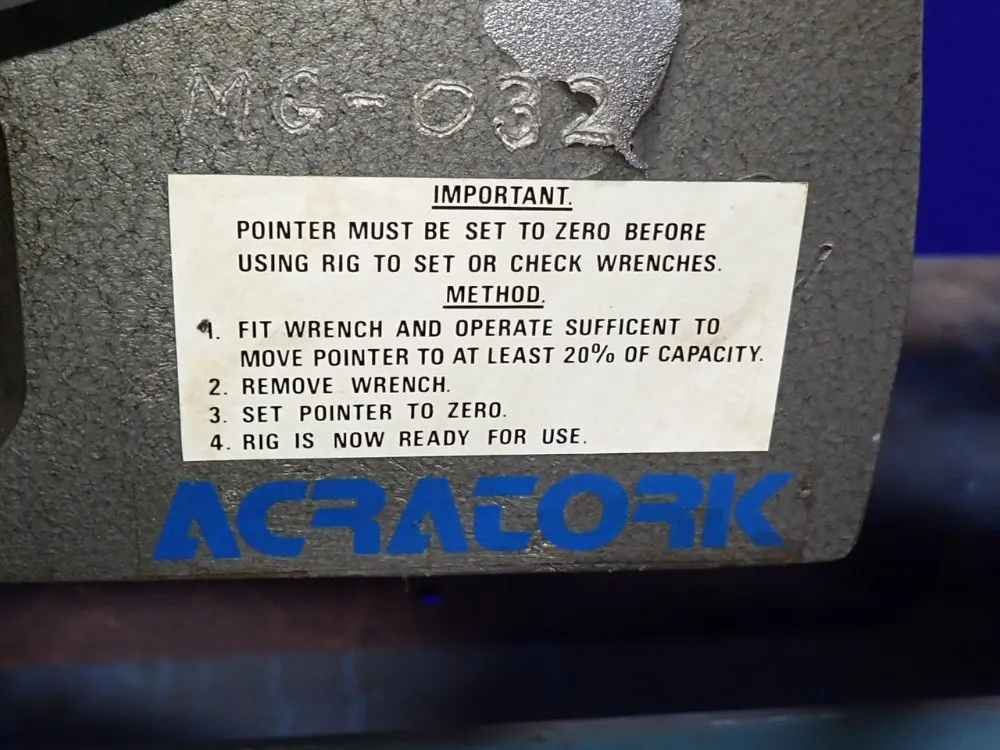 MG-032
IMPORTANT.
POINTER MUST BE SET TO ZERO BEFORE
USING RIG TO SET OR CHECK WRENCHES.
METHOD.
1. FIT WRENCH AND OPERATE SUFFICENT TO
MOVE POINTER TO AT LEAST 20% OF CAPACITY.
2. REMOVE WRENCH.
3. SET POINTER TO ZERO.
4. RIG IS NOW READY FOR USE.
ACRATORK